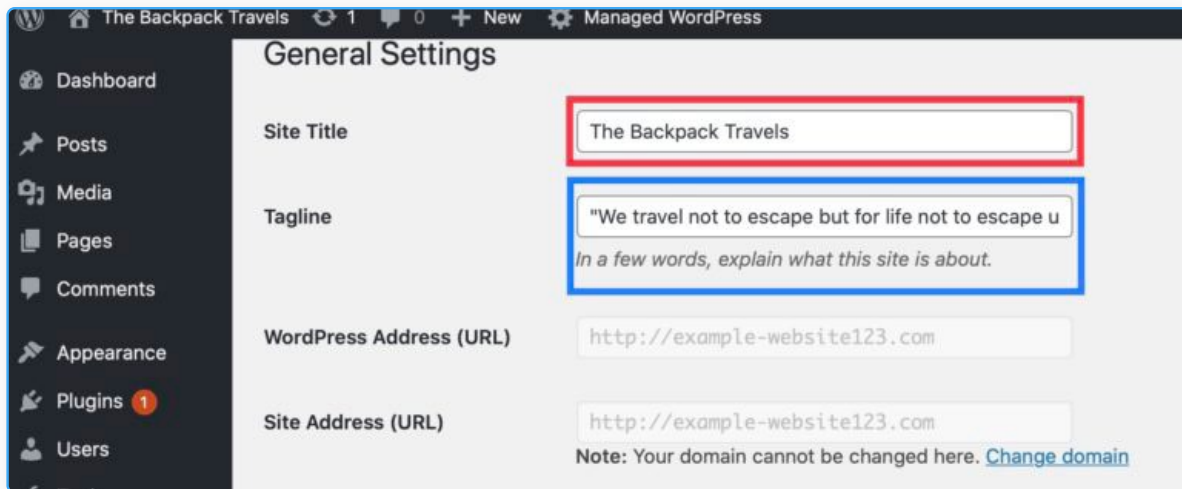 The Backpack Travels 1 0 + New Managed WordPress
General Settings
Dashboard
Posts
Media
Pages
Comments
Appearance
Plugins 1
Users
Site Title
The Backpack Travels
Tagline
"We travel not to escape but for life not to escape u
In a few words, explain what this site is about.
WordPress Address (URL)
http://example-website123.com
Site Address (URL)
http://example-website123.com
Note: Your domain cannot be changed here. Change domain